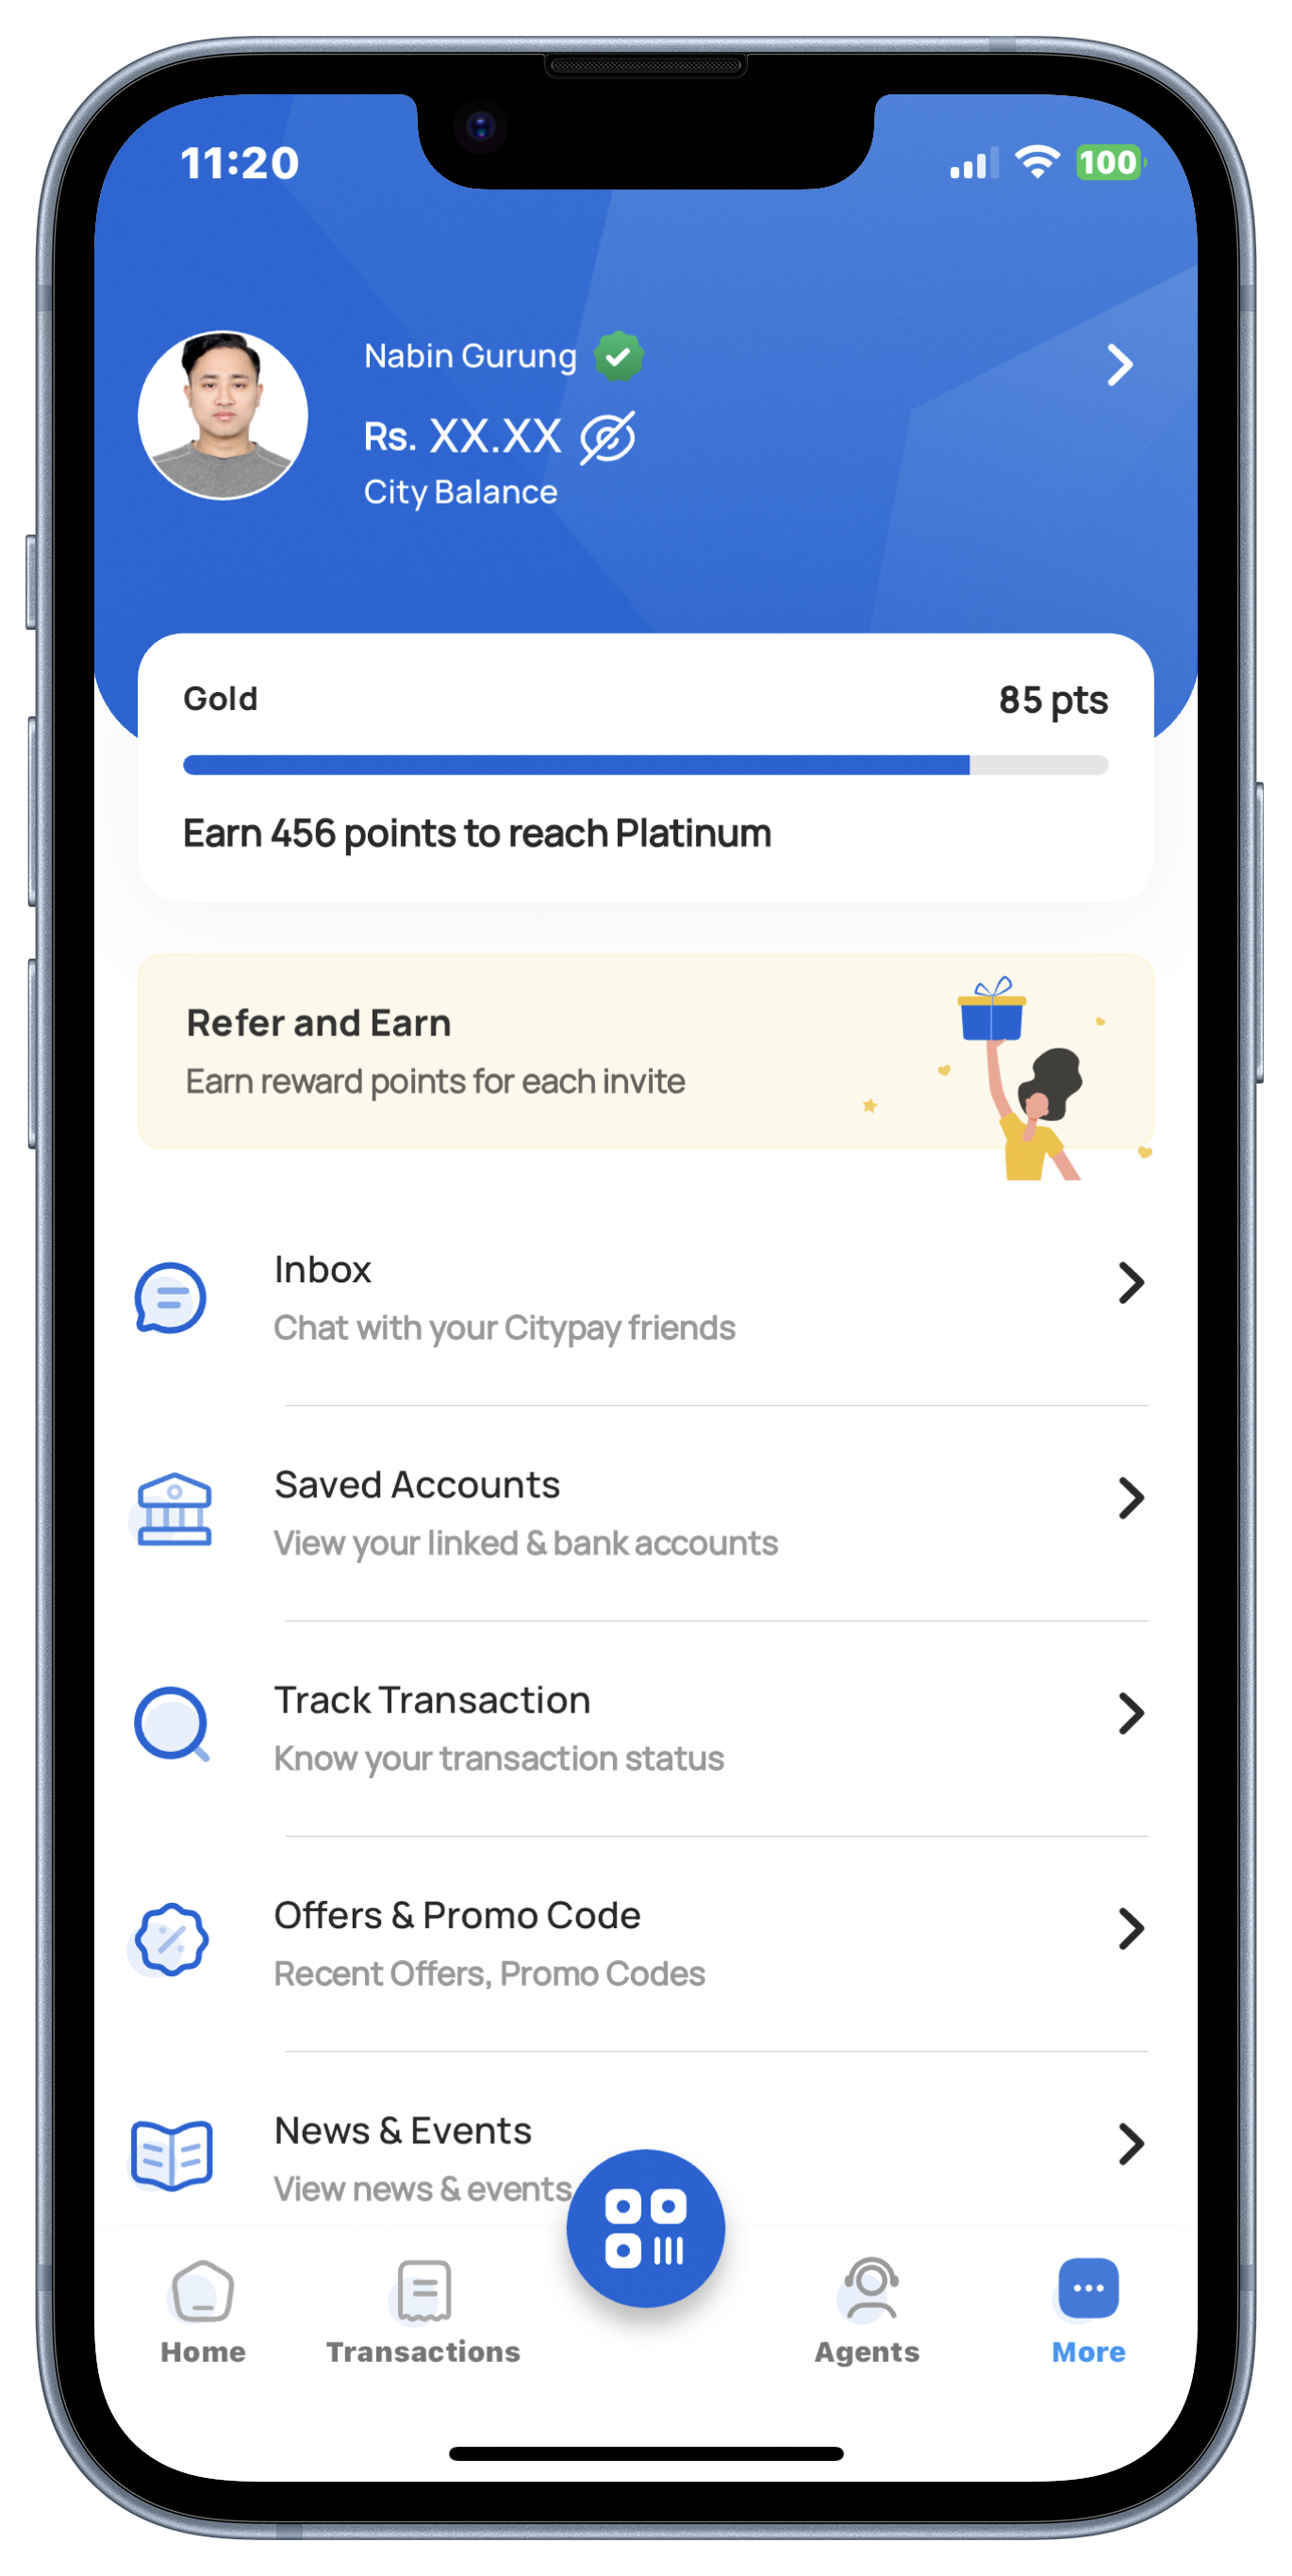 11:20
100
Nabin Gurung
Rs. XX.XX
City Balance
Gold
85 pts
Earn 456 points to reach Platinum
Refer and Earn
Earn reward points for each invite
Inbox
Chat with your Citypay friends
Saved Accounts
View your linked & bank accounts
Track Transaction
Know your transaction status
Offers & Promo Code
Recent Offers, Promo Codes
News & Events
View news & events
Home
Transactions
Agents
More